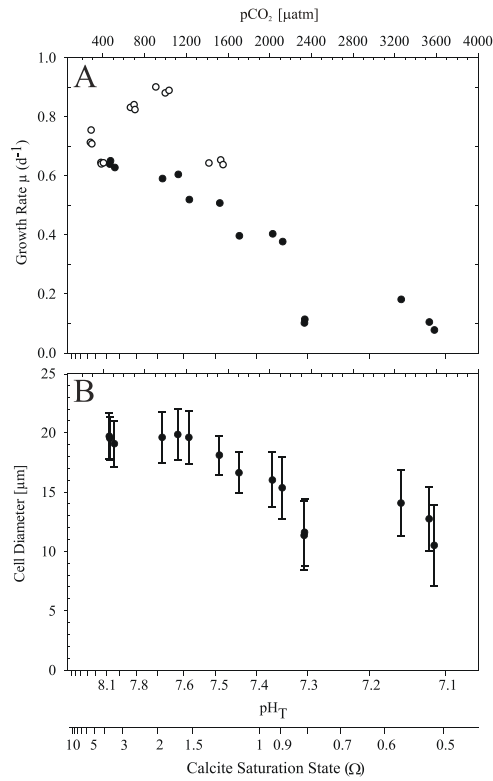 pCO₂ [µatm]
400 800 1200 1600 2000 2400 2800 3200 3600 4000
A
1.0
0.8
0.6
0.4
0.2
0.0
Growth Rate µ (d⁻¹)
B
25
20
15
10
5
0
Cell Diameter [µm]
8.1 7.8 7.6 7.5 7.4 7.3 7.2 7.1
pH_T
10 5 3 2 1.5 1 0.9 0.7 0.6 0.5
Calcite Saturation State (Ω)